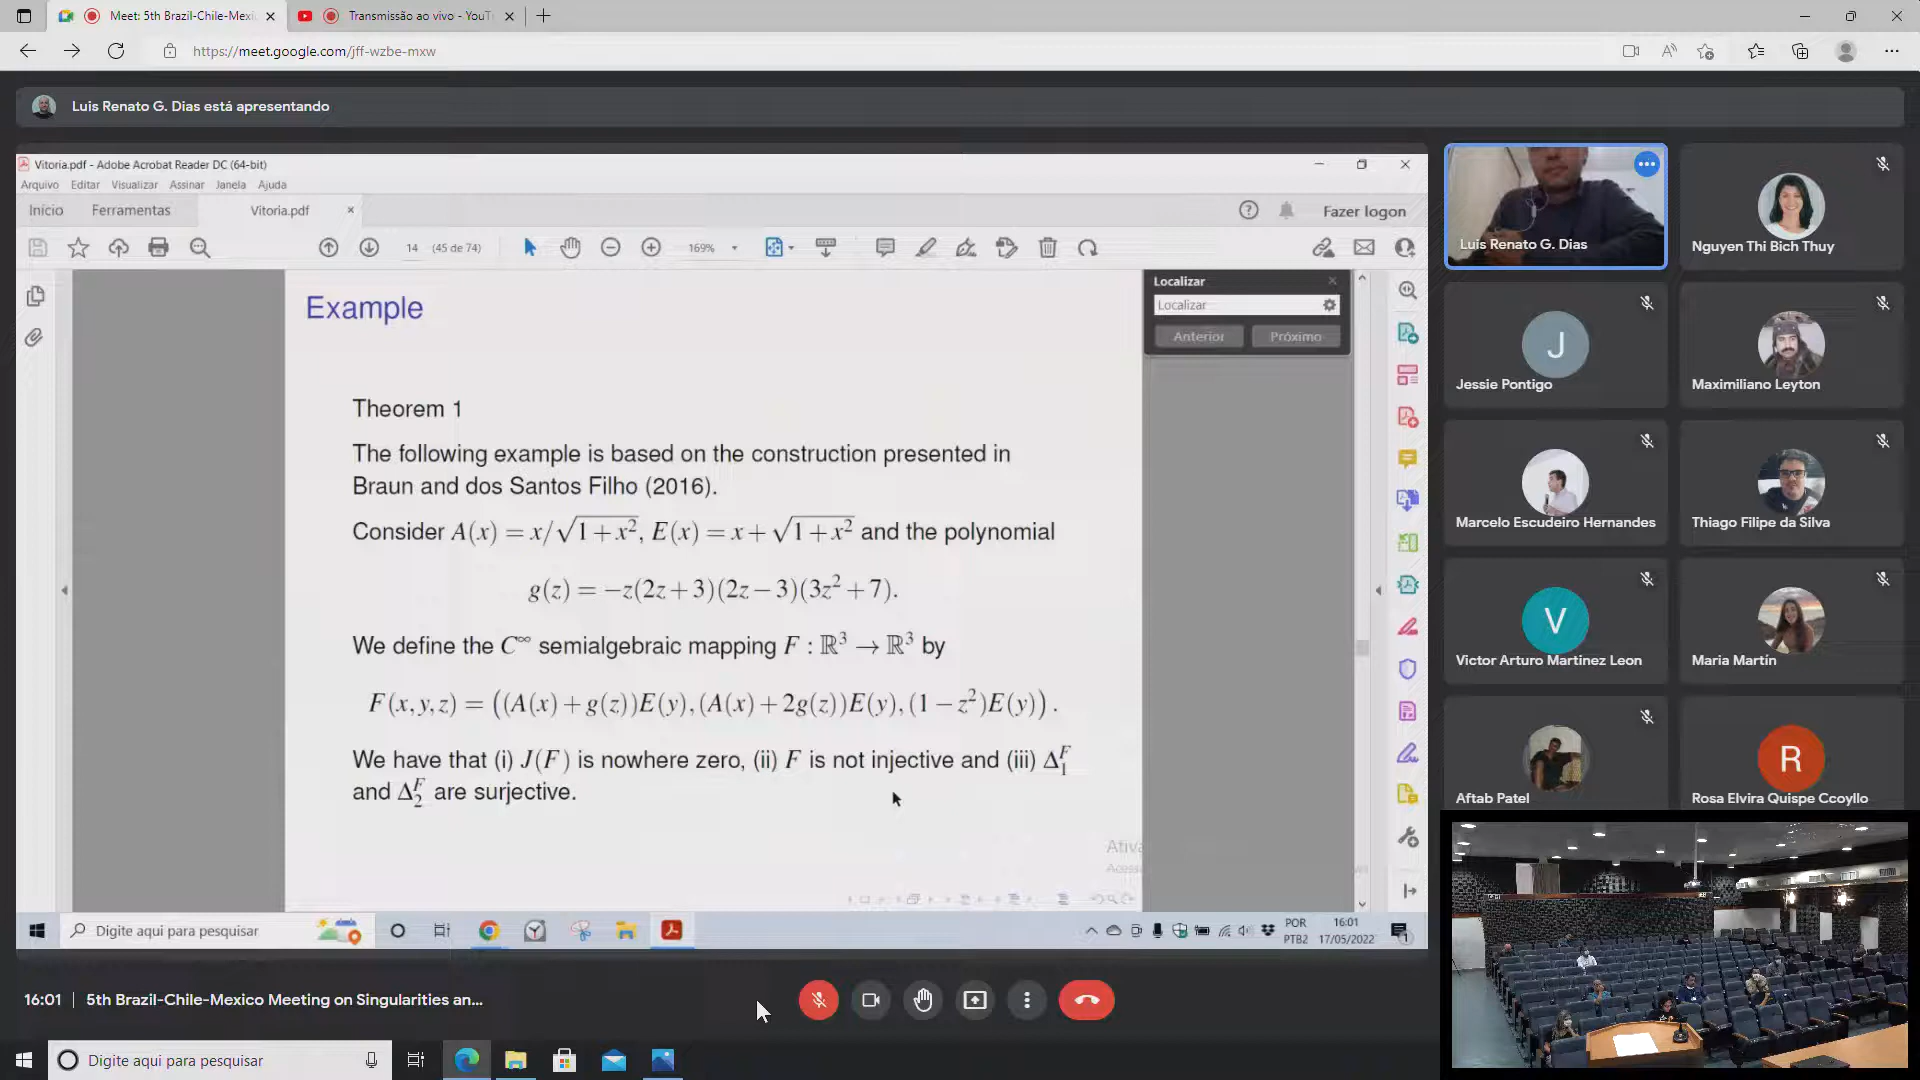 Meet: 5th Brazil-Chile-Mexi
Transmissão ao vivo - YouT
https://meet.google.com/jff-wzbe-mxw
Luis Renato G. Dias está apresentando
Vitoria.pdf - Adobe Acrobat Reader DC (64-bit)
Arquivo Editar Visualizar Assinar Janela Ajuda
Início Ferramentas Vitoria.pdf Fazer logon
14 (45 de 74) 169%
Localizar
Localizar
Anterior Próximo
Example
Theorem 1
The following example is based on the construction presented in
Braun and dos Santos Filho (2016).
Consider A(x) = x/√(1+x²), E(x) = x+√(1+x²) and the polynomial
g(z) = −z(2z+3)(2z−3)(3z²+7).
We define the C^∞ semialgebraic mapping F : ℝ³ → ℝ³ by
F(x,y,z) = ((A(x)+g(z))E(y),(A(x)+2g(z))E(y),(1−z²)E(y)).
We have that (i) J(F) is nowhere zero, (ii) F is not injective and (iii) Δ₁^F
and Δ₂^F are surjective.
Ativa
Digite aqui para pesquisar
POR
PTB2
16:01
17/05/2022
1
Luis Renato G. Dias
Nguyen Thi Bich Thuy
J
Jessie Pontigo
Maximiliano Leyton
Marcelo Escudeiro Hernandes
Thiago Filipe da Silva
V
Victor Arturo Martinez Leon
Maria Martín
Aftab Patel
R
Rosa Elvira Quispe Ccoyllo
16:01 | 5th Brazil-Chile-Mexico Meeting on Singularities an...
Digite aqui para pesquisar